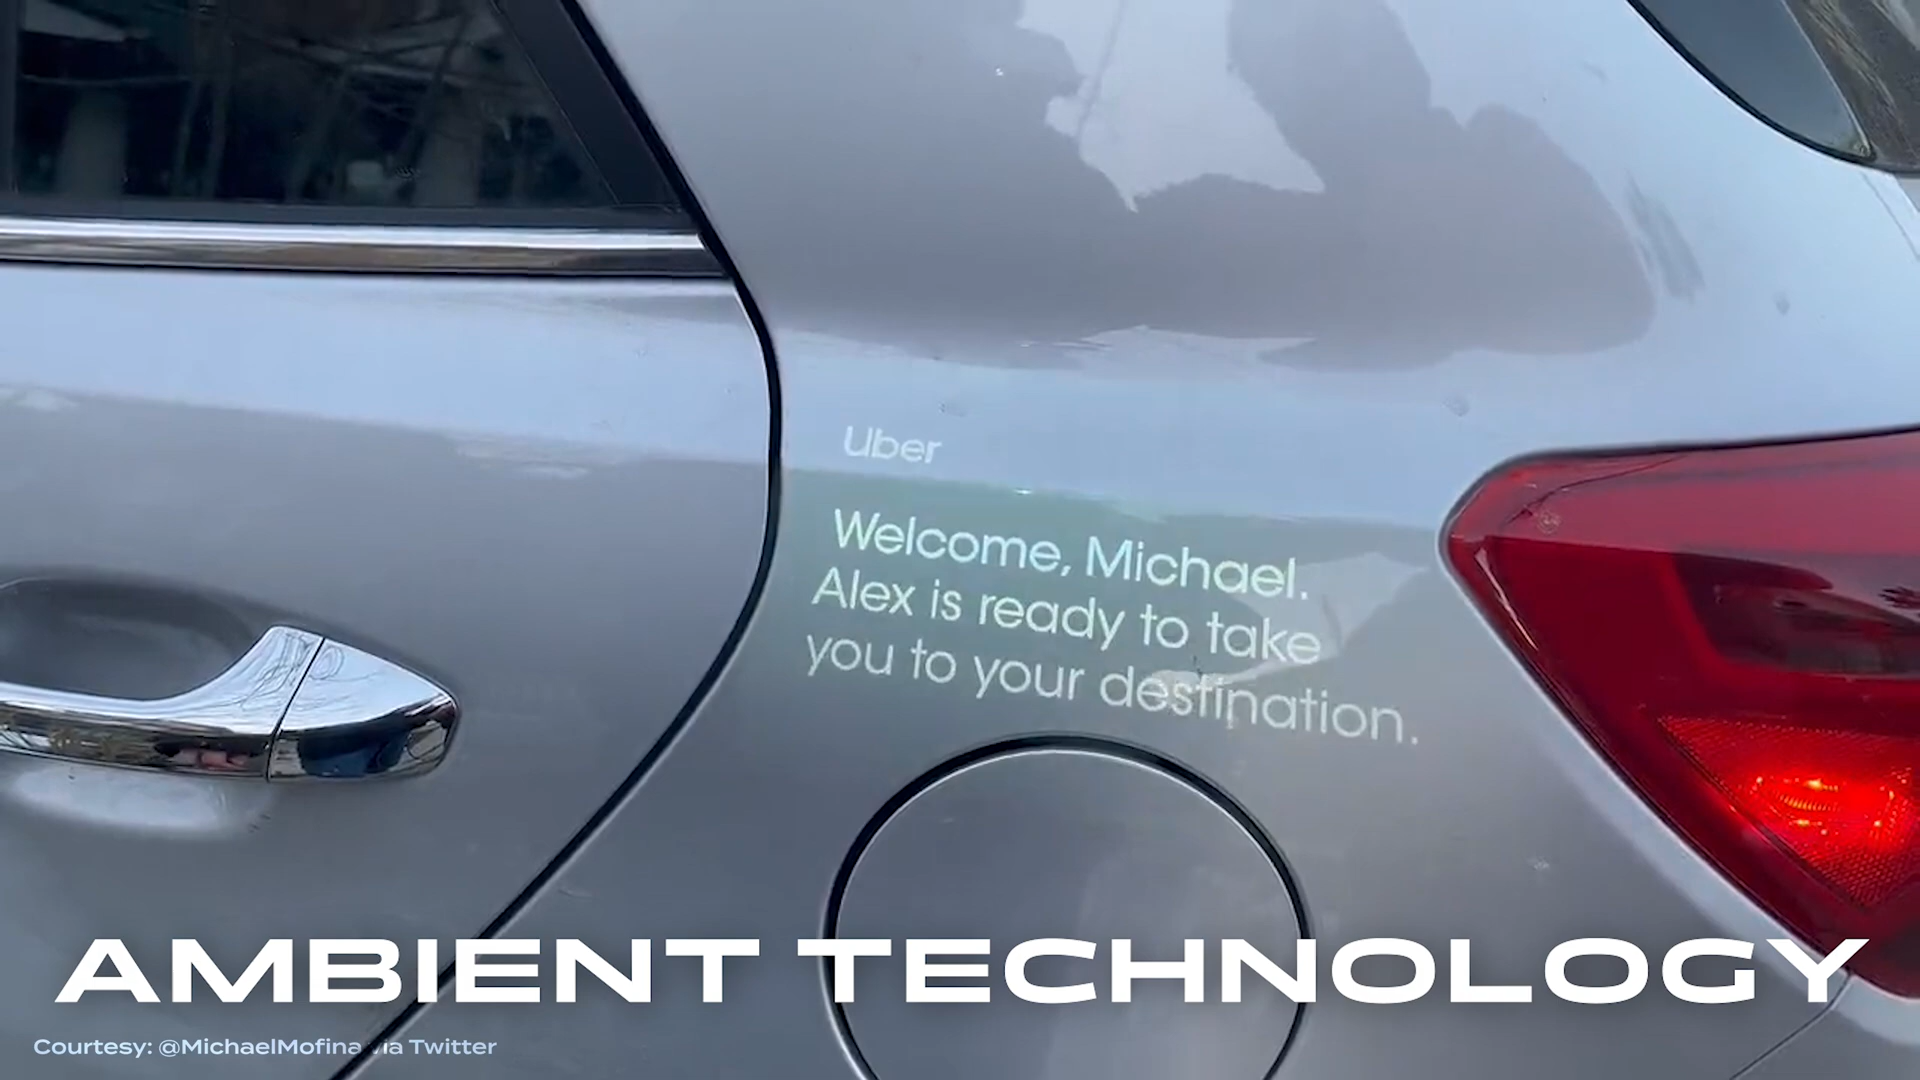 Uber
Welcome, Michael.
Alex is ready to take
you to your destination.
AMBIENT TECHNOLOGY
Courtesy: @MichaelMofina via Twitter